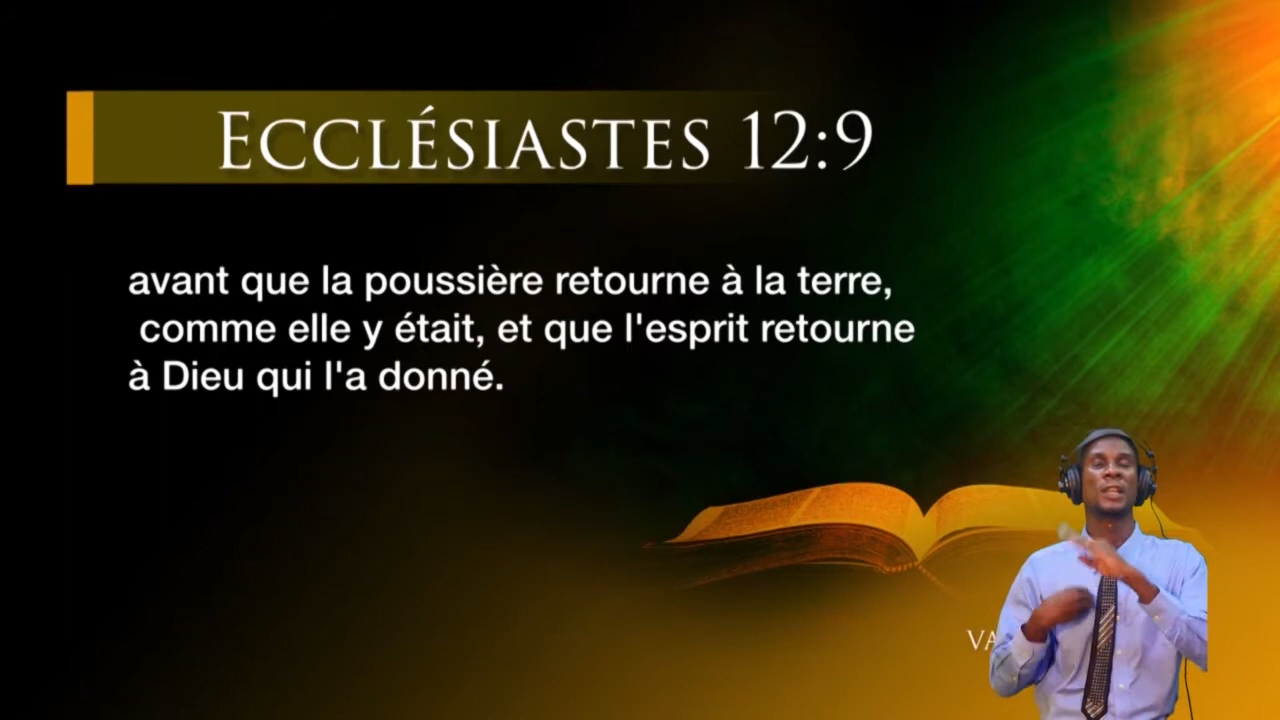 Ecclésiastes 12:9
avant que la poussière retourne à la terre,
comme elle y était, et que l'esprit retourne
à Dieu qui l'a donné.